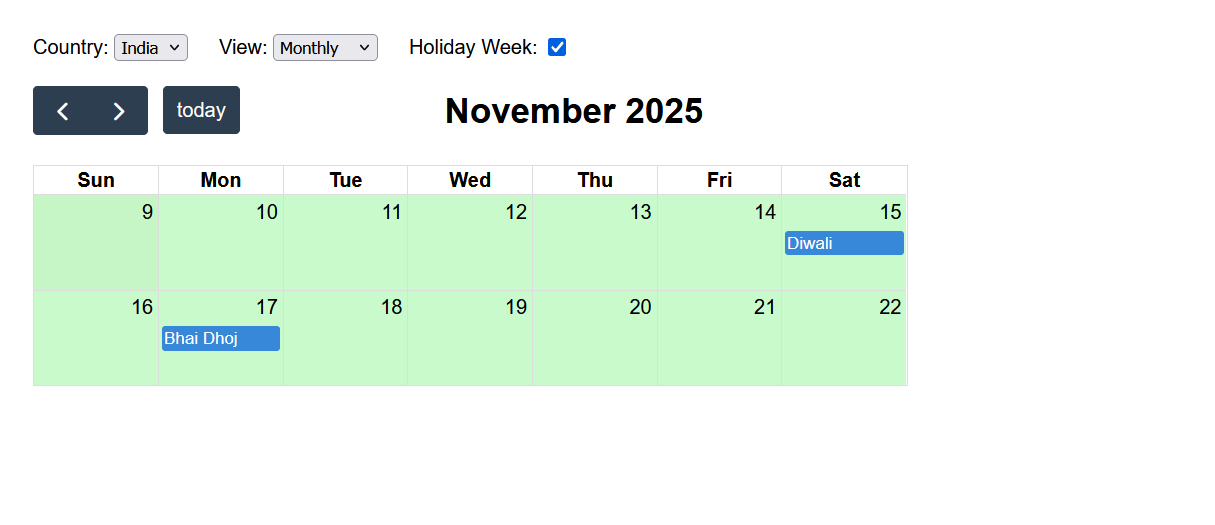 Country: India View: Monthly Holiday Week:
today November 2025
Sun Mon Tue Wed Thu Fri Sat
9 10 11 12 13 14 15
Diwali
16 17 18 19 20 21 22
Bhai Dhoj